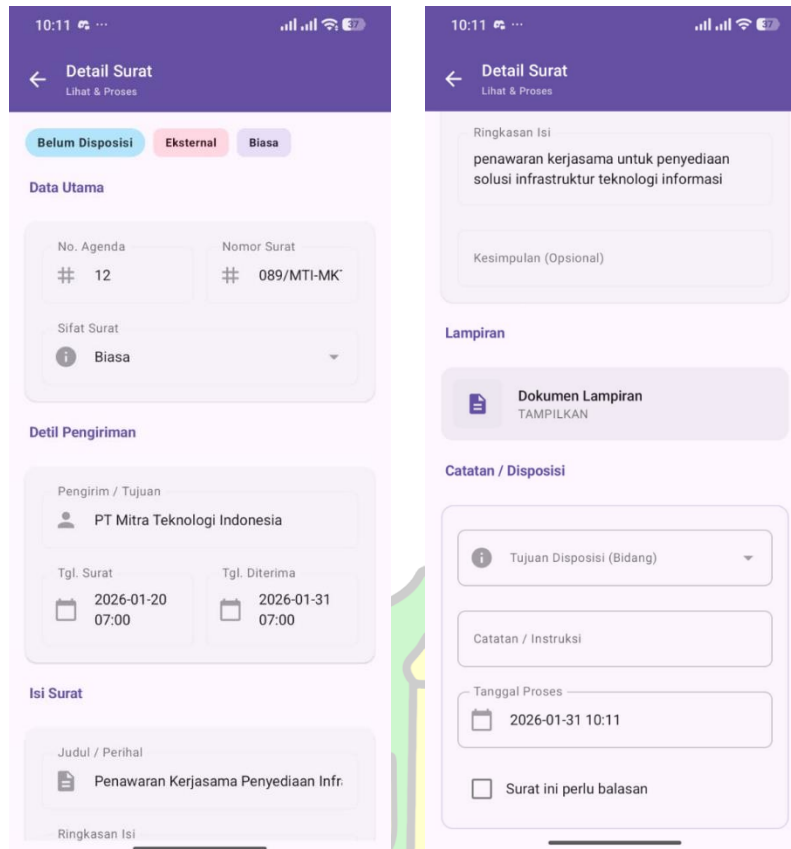 10:11
37
Detail Surat
Lihat & Proses
Belum Disposisi Eksternal Biasa
Data Utama
No. Agenda Nomor Surat
12 089/MTI-MK
Sifat Surat
Biasa
Detil Pengiriman
Pengirim / Tujuan
PT Mitra Teknologi Indonesia
Tgl. Surat Tgl. Diterima
2026-01-20 2026-01-31
07:00 07:00
Isi Surat
Judul / Perihal
Penawaran Kerjasama Penyediaan Infr
Ringkasan Isi
10:11
37
Detail Surat
Lihat & Proses
Ringkasan Isi
penawaran kerjasama untuk penyediaan
solusi infrastruktur teknologi informasi
Kesimpulan (Opsional)
Lampiran
Dokumen Lampiran
TAMPILKAN
Catatan / Disposisi
Tujuan Disposisi (Bidang)
Catatan / Instruksi
Tanggal Proses
2026-01-31 10:11
Surat ini perlu balasan